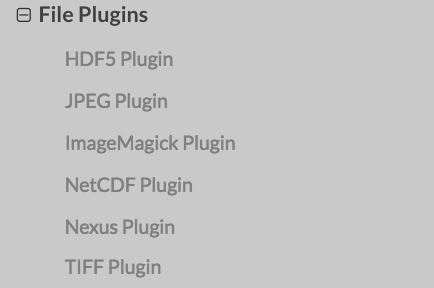 File Plugins
HDF5 Plugin
JPEG Plugin
ImageMagick Plugin
NetCDF Plugin
Nexus Plugin
TIFF Plugin